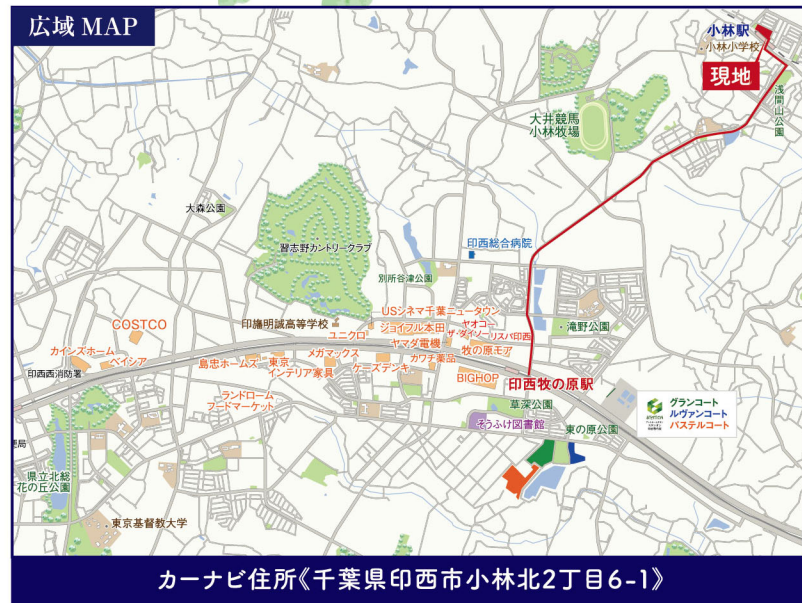 広域 MAP
小林駅
小林小学校
現地
浅間山公園
大井競馬
小林牧場
大森公園
習志野カントリークラブ
印西総合病院
別所谷津公園
USシネマ千葉ニュータウン
印旛明誠高等学校
ジョイフル本田
ヤオコー
ザ・ダイソー
リスパ印西
滝野公園
COSTCO
ユニクロ
ヤマダ電機
カインズホーム
ベイシア
メガマックス
牧の原モア
島忠ホームズ
東京
インテリア家具
ケーズデンキ
カワチ薬品
印西西消防署
BIGHOP
印西牧の原駅
ランドローム
フードマーケット
草深公園
グランコート
ルヴァンコート
パステルコート
そうふけ図書館
東の原公園
便局
県立北総
花の丘公園
東京基督教大学
カーナビ住所《千葉県印西市小林北2丁目6-1》